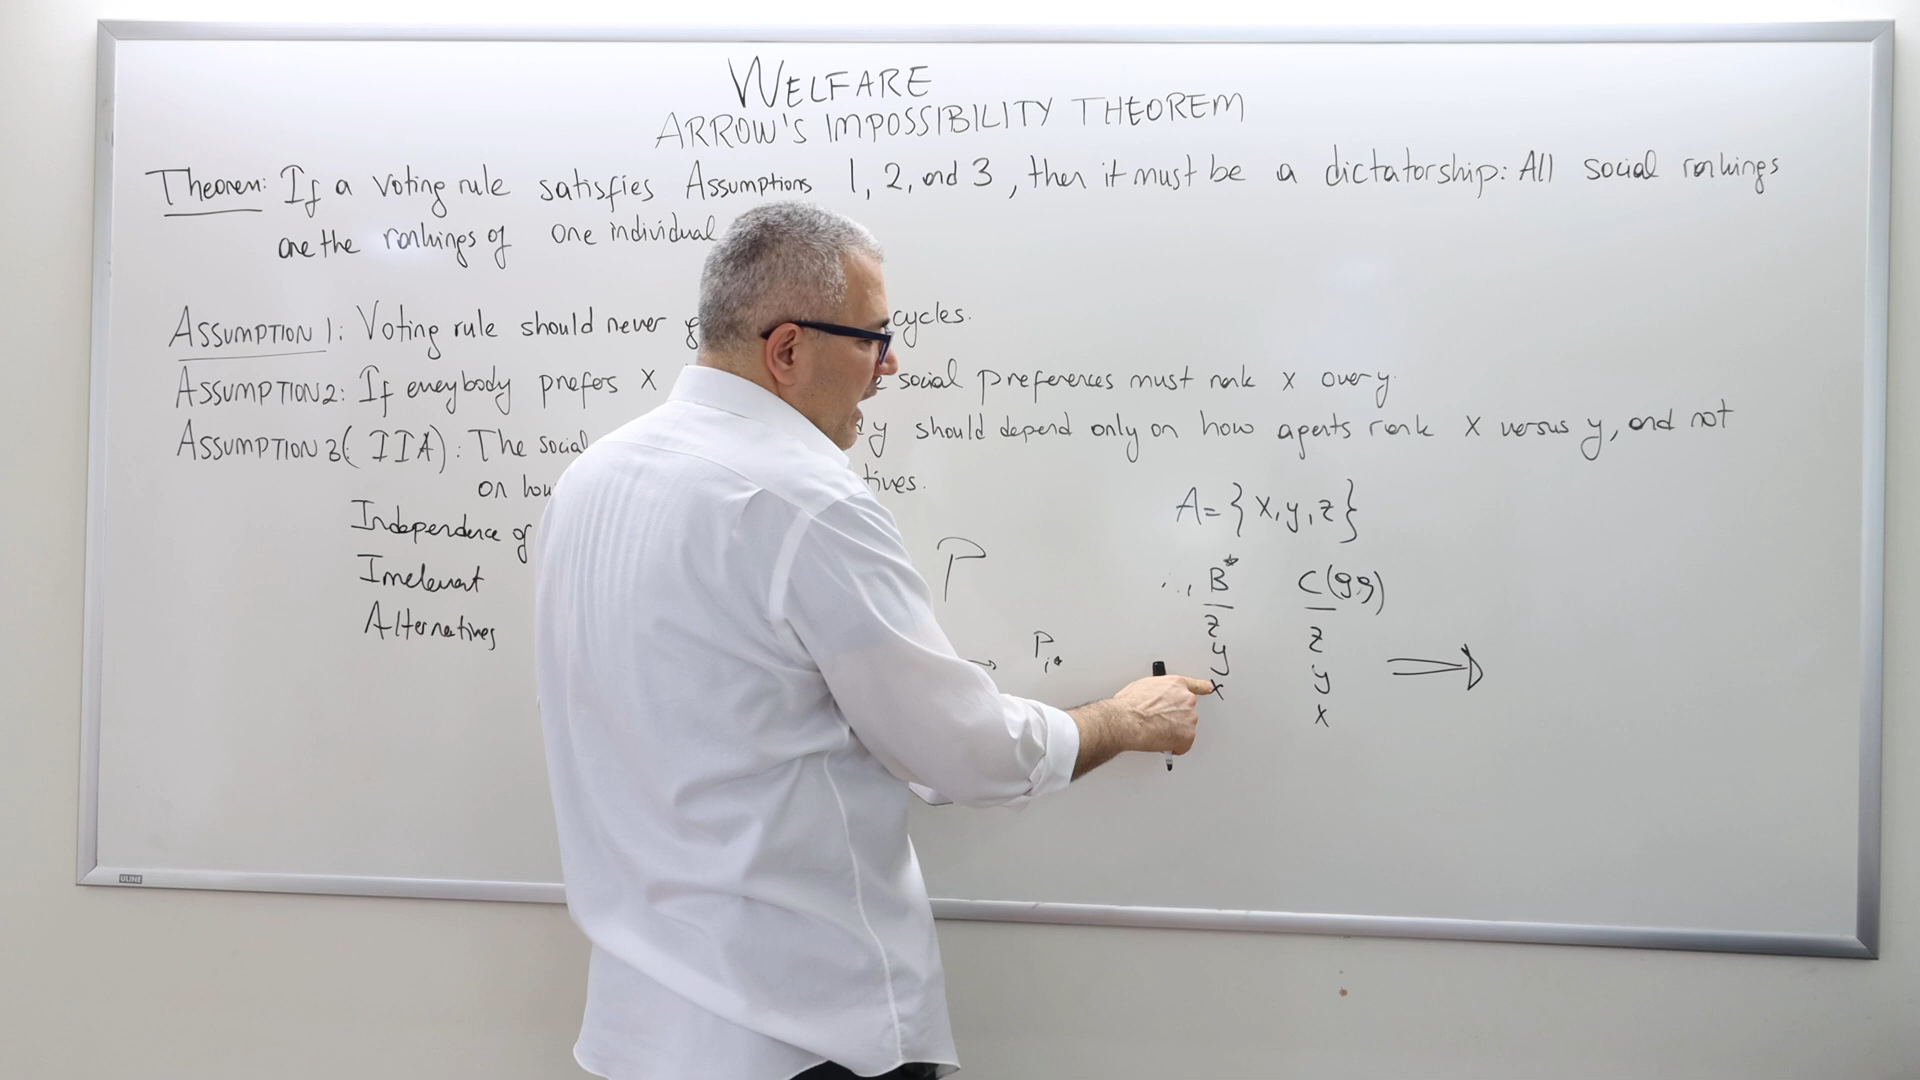 WELFARE
ARROW'S IMPOSSIBILITY THEOREM
Theorem: If a voting rule satisfies Assumptions 1, 2, and 3, then it must be a dictatorship: All social rankings
are the rankings of one individual
ASSUMPTION 1: Voting rule should never cycles.
ASSUMPTION 2: If everybody prefers x social preferences must rank x over y.
ASSUMPTION 3 (IIA): The social y should depend only on how agents rank x versus y, and not
on how
Independence of
Irrelevant
Alternatives
A={x,y,z}
P
... B* C(99)
z z
y y
x x
→ Pi*
⇒
ULINE